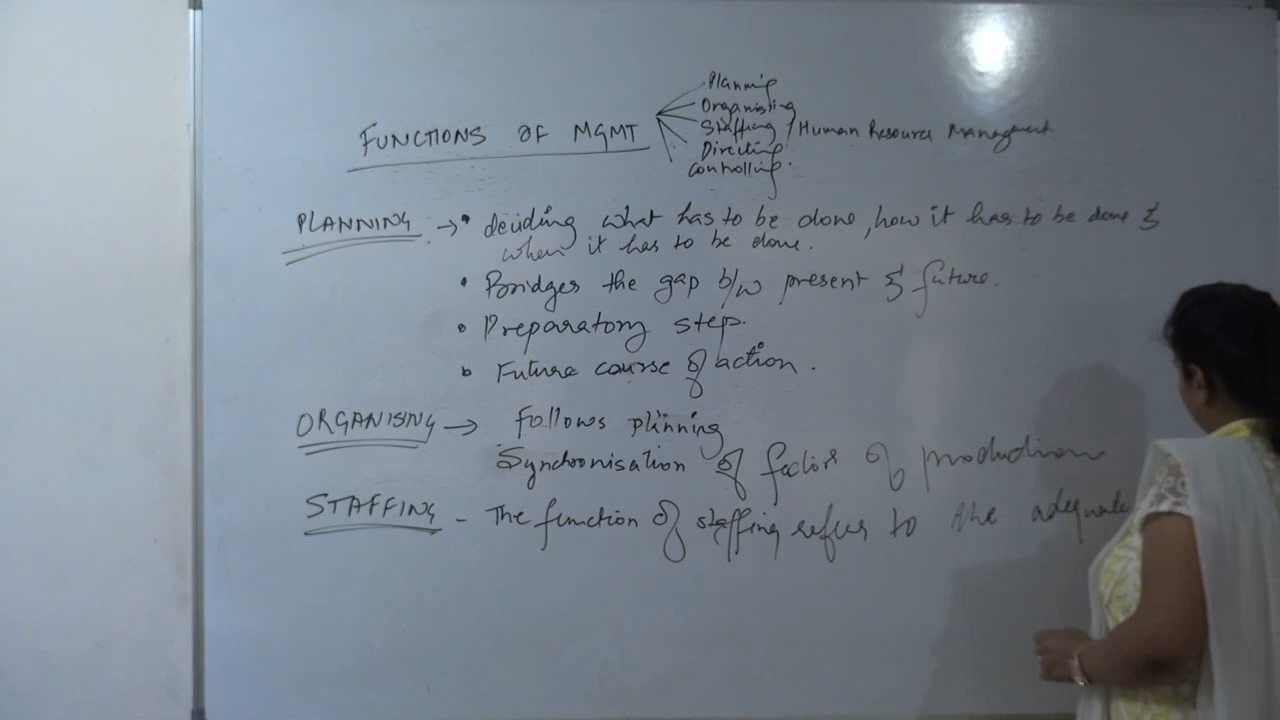 Planning
Organising
FUNCTIONS OF MGMT Staffing / Human Resource Management
Directing
Controlling.
PLANNING :→ • deciding what has to be done, how it has to be done &
when it has to be done.
• Bridges the gap b/w present & future.
• Preparatory step.
• Future course of action.
ORGANISING → Follows planning
Synchronisation of factors of production
STAFFING - The function of staffing refers to the adequate